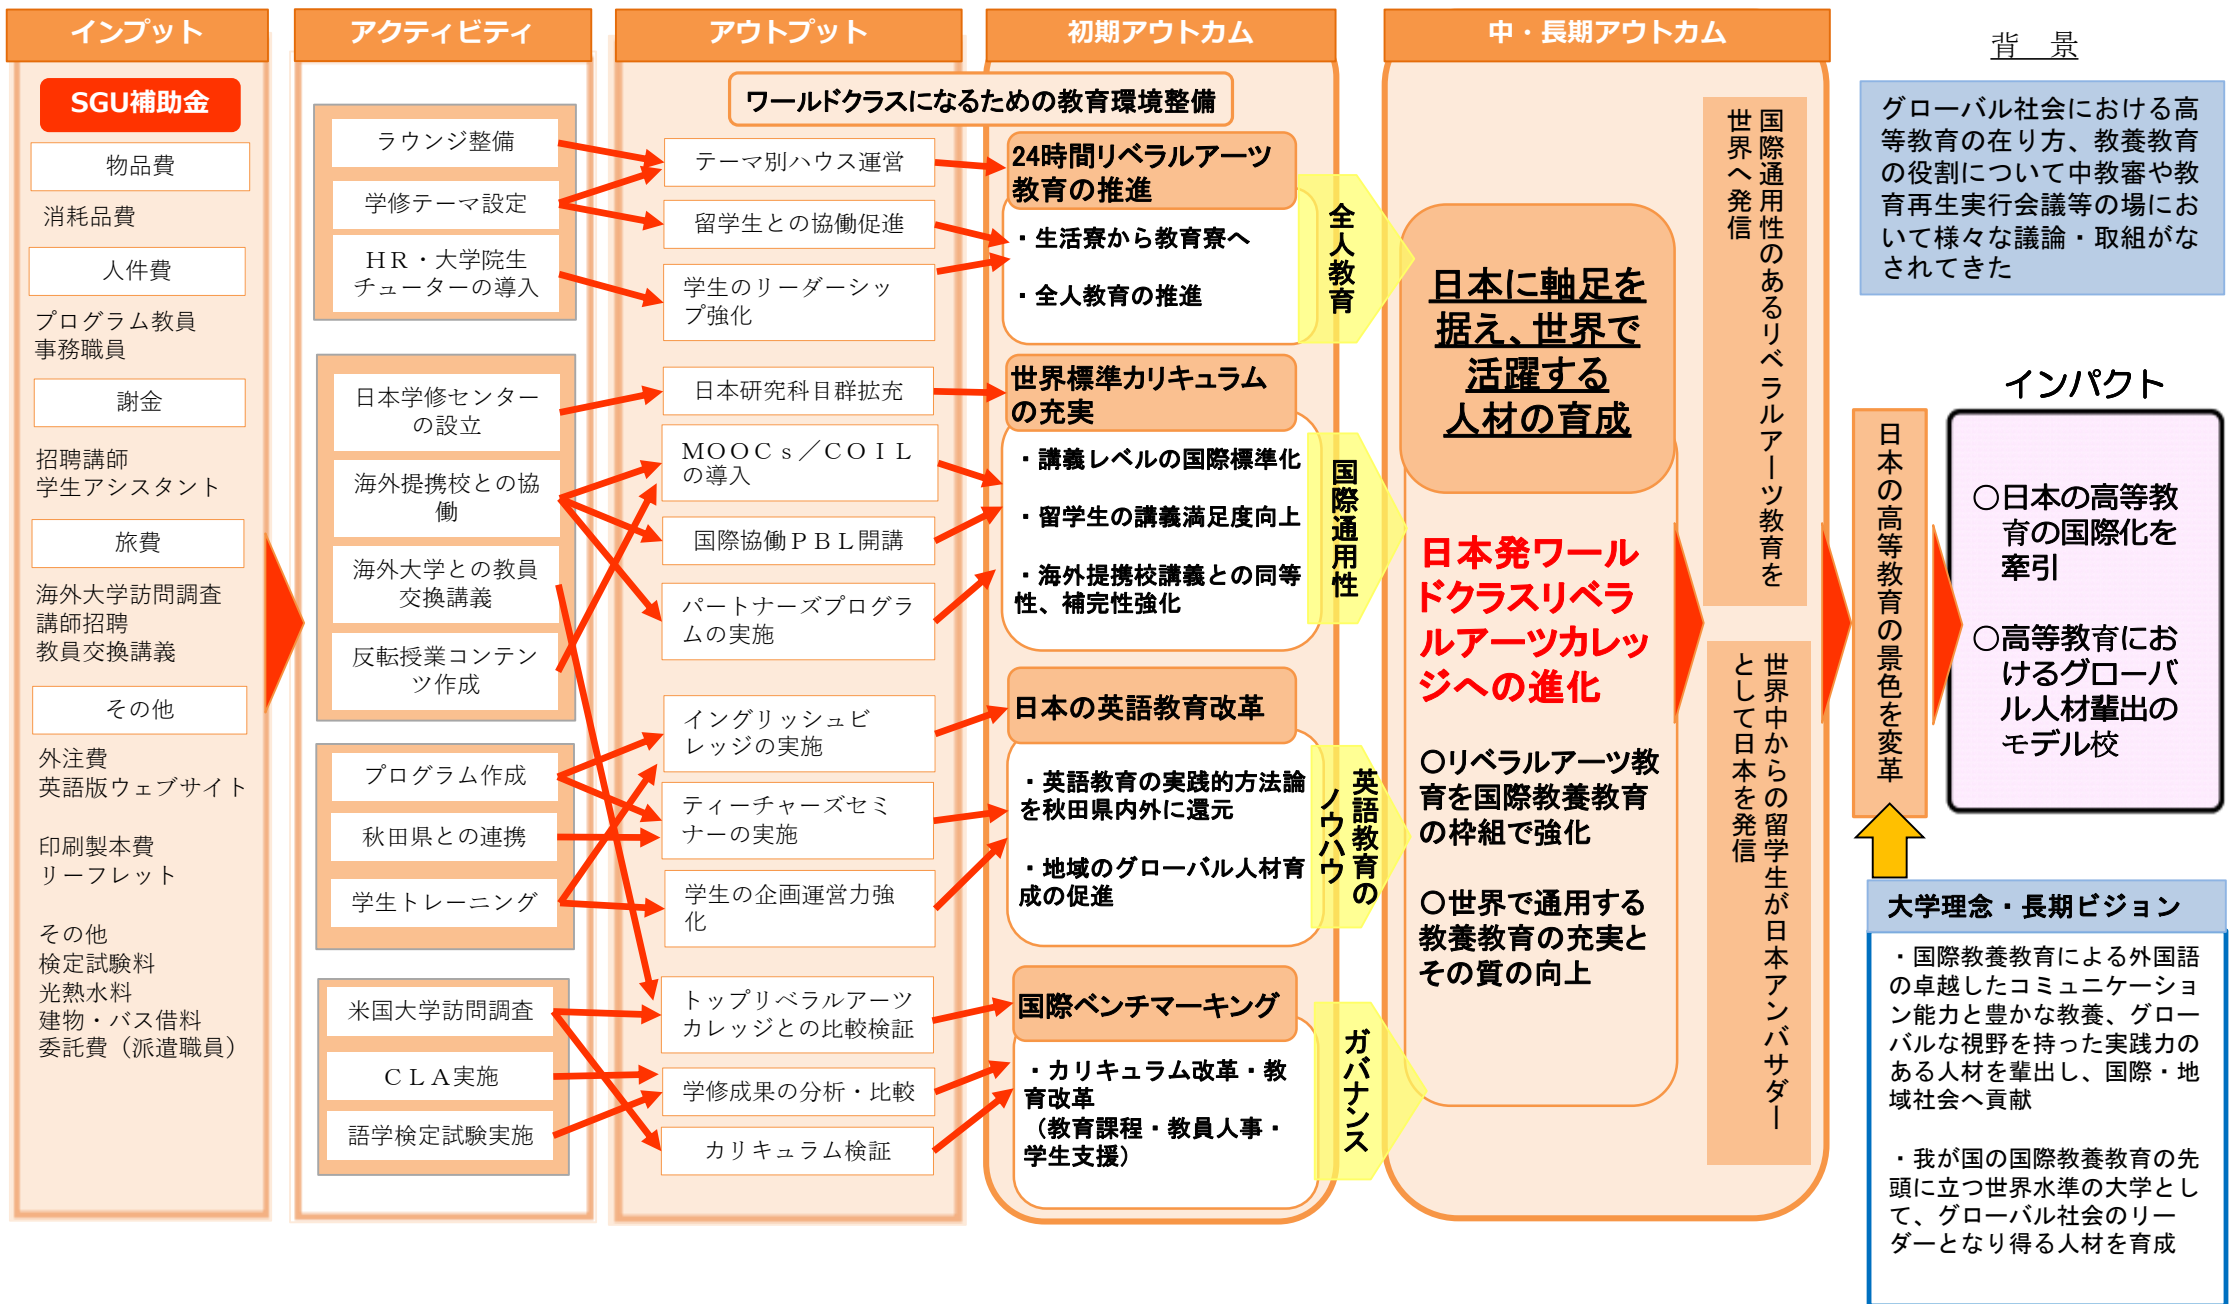 インプット
SGU補助金
物品費
消耗品費
人件費
プログラム教員
事務職員
謝金
招聘講師
学生アシスタント
旅費
海外大学訪問調査
講師招聘
教員交換講義
その他
外注費
英語版ウェブサイト
印刷製本費
リーフレット
その他
検定試験料
光熱水料
建物・バス借料
委託費（派遣職員）
アクティビティ
ラウンジ整備
学修テーマ設定
ＨＲ・大学院生
チューターの導入
日本学修センター
の設立
海外提携校との協
働
海外大学との教員
交換講義
反転授業コンテン
ツ作成
プログラム作成
秋田県との連携
学生トレーニング
米国大学訪問調査
ＣＬＡ実施
語学検定試験実施
アウトプット
ワールドクラスになるための教育環境整備
テーマ別ハウス運営
留学生との協働促進
学生のリーダーシッ
プ強化
日本研究科目群拡充
ＭＯＯＣｓ／ＣＯＩＬ
の導入
国際協働ＰＢＬ開講
パートナーズプログラ
ムの実施
イングリッシュビ
レッジの実施
ティーチャーズセミ
ナーの実施
学生の企画運営力強
化
トップリベラルアーツ
カレッジとの比較検証
学修成果の分析・比較
カリキュラム検証
初期アウトカム
24時間リベラルアーツ
教育の推進
・生活寮から教育寮へ
・全人教育の推進
全人教育
世界標準カリキュラム
の充実
・講義レベルの国際標準化
・留学生の講義満足度向上
・海外提携校講義との同等
性、補完性強化
国際通用性
日本の英語教育改革
・英語教育の実践的方法論
を秋田県内外に還元
・地域のグローバル人材育
成の促進
英語教育の
ノウハウ
国際ベンチマーキング
・カリキュラム改革・教
育改革
（教育課程・教員人事・
学生支援）
ガバナンス
中・長期アウトカム
日本に軸足を
据え、世界で
活躍する
人材の育成
日本発ワール
ドクラスリベラ
ルアーツカレッ
ジへの進化
○リベラルアーツ教
育を国際教養教育
の枠組で強化
○世界で通用する
教養教育の充実と
その質の向上
国際通用性のあるリベラルアーツ教育を
世界へ発信
世界中からの留学生が日本アンバサダー
として日本を発信
背　景
グローバル社会における高
等教育の在り方、教養教育
の役割について中教審や教
育再生実行会議等の場にお
いて様々な議論・取組がな
されてきた
日本の高等教育の景色を変革
インパクト
○日本の高等教
育の国際化を
牽引
○高等教育にお
けるグローバ
ル人材輩出の
モデル校
大学理念・長期ビジョン
・国際教養教育による外国語
の卓越したコミュニケーショ
ン能力と豊かな教養、グロー
バルな視野を持った実践力の
ある人材を輩出し、国際・地
域社会へ貢献
・我が国の国際教養教育の先
頭に立つ世界水準の大学とし
て、グローバル社会のリー
ダーとなり得る人材を育成